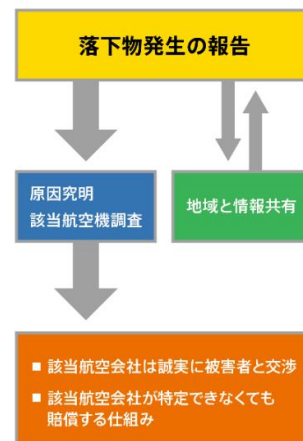 落下物発生の報告
原因究明
該当航空機調査
地域と情報共有
■ 該当航空会社は誠実に被害者と交渉
■ 該当航空会社が特定できなくても
賠償する仕組み